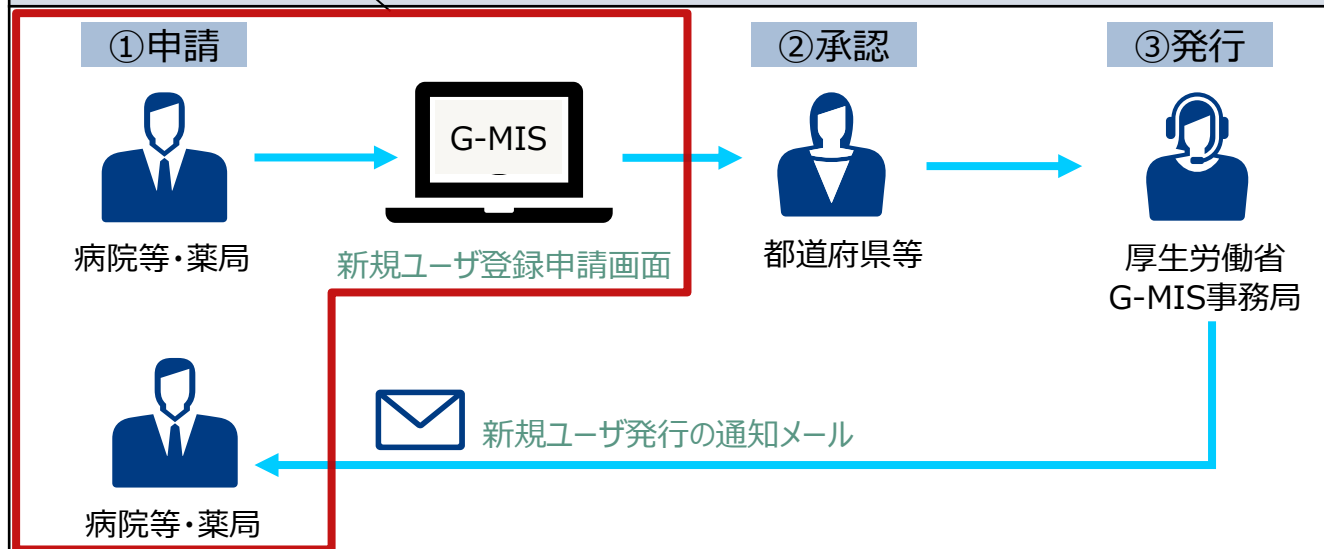 ①申請
②承認
③発行
G-MIS
病院等・薬局
新規ユーザ登録申請画面
都道府県等
厚生労働省
G-MIS事務局
新規ユーザ発行の通知メール
病院等・薬局